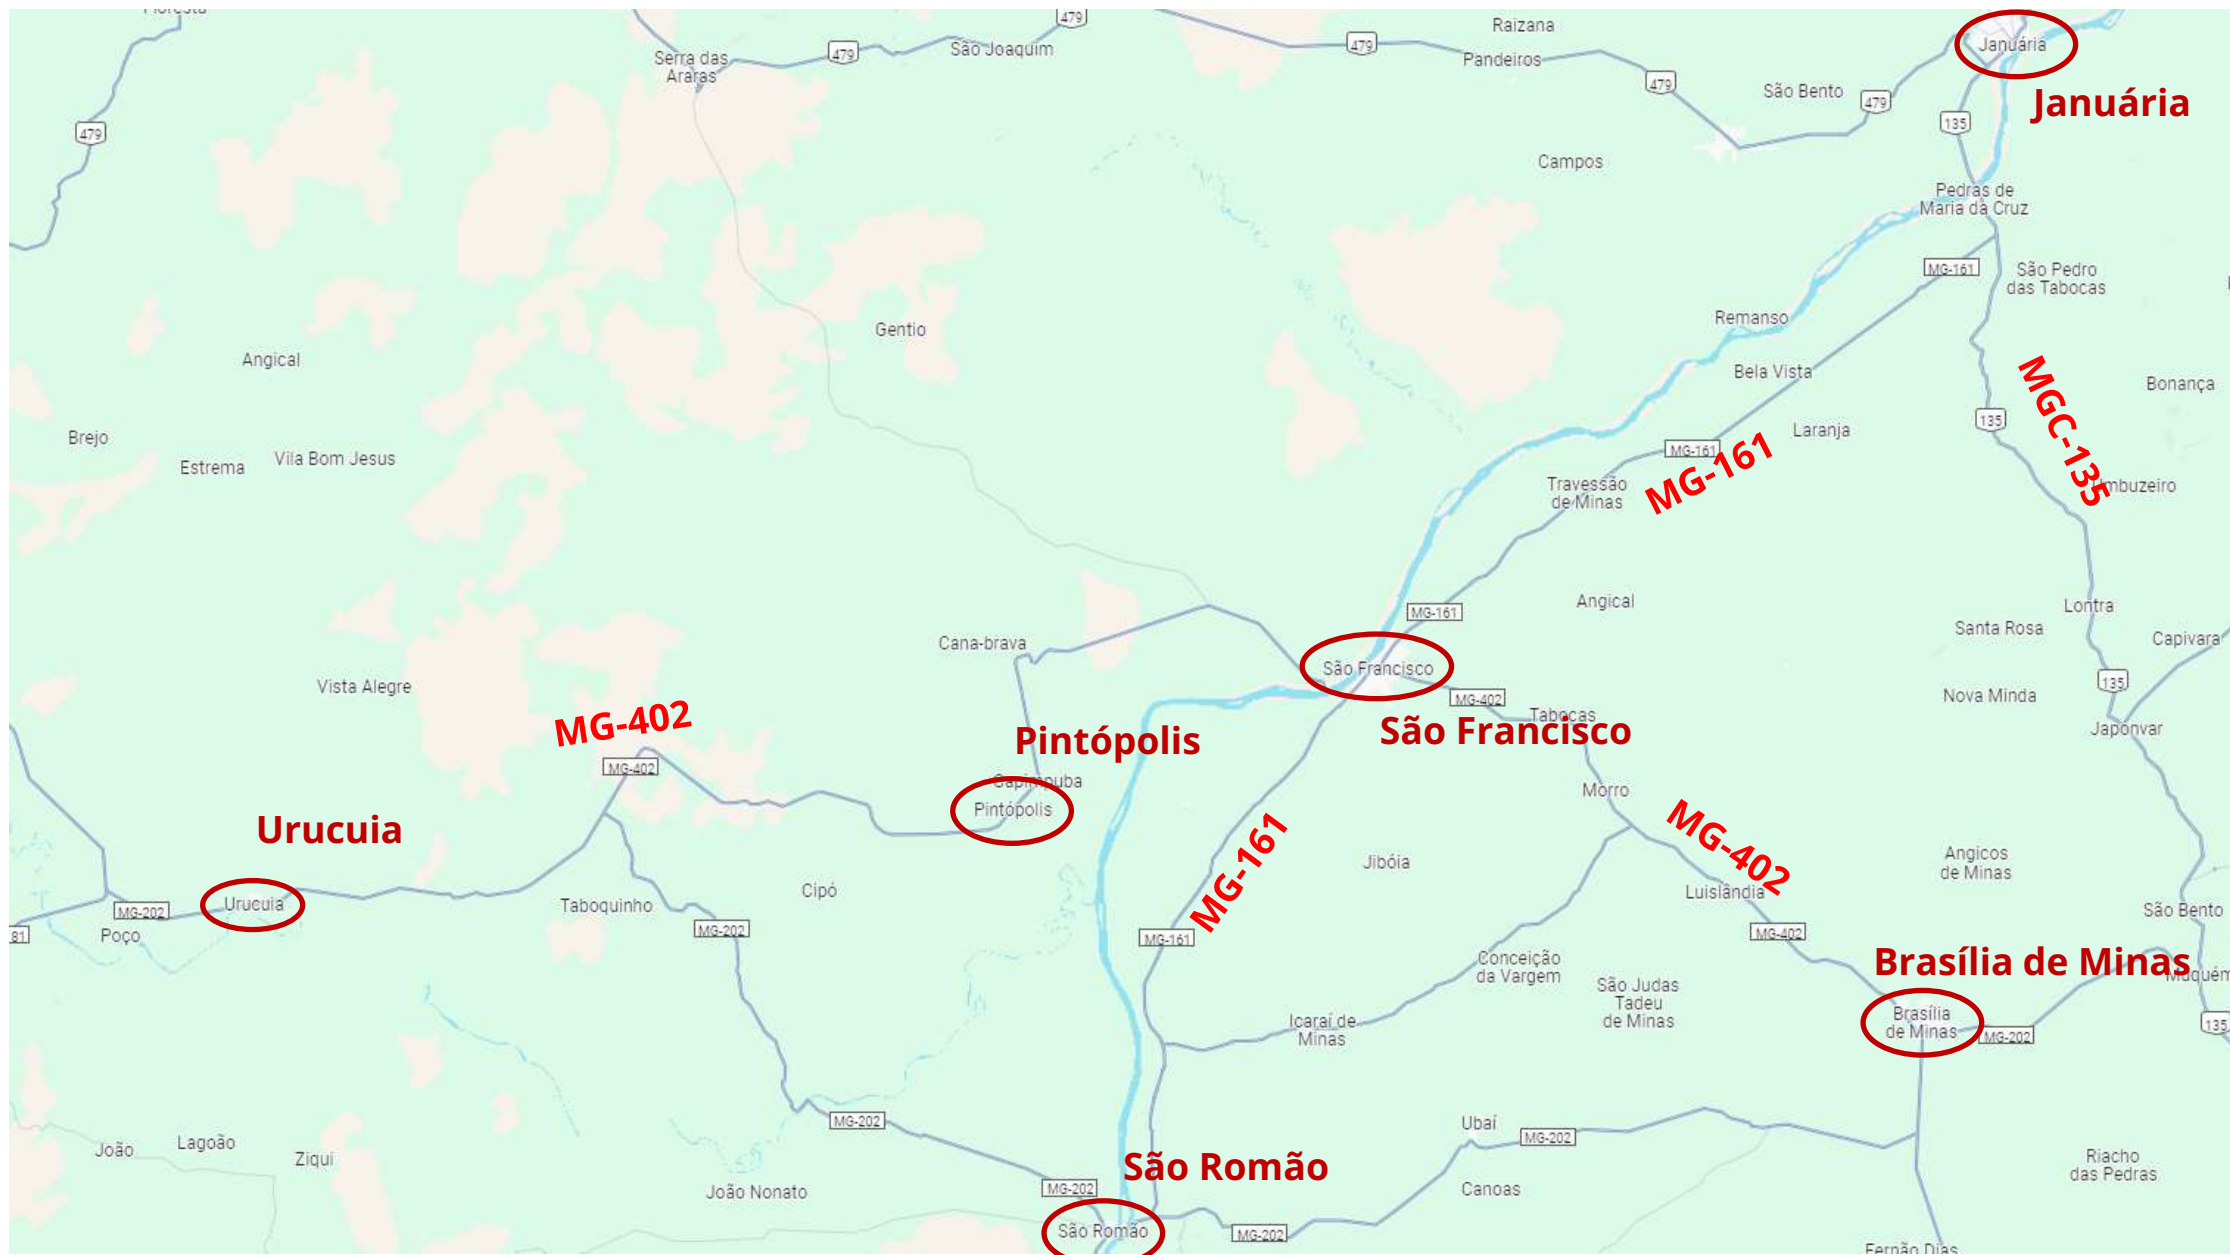 Floresta
479
Raizana
Januária
Serra das
Araras
479
São Joaquim
479
Pandeiros
479
São Bento
479
Januária
479
135
Campos
Pedras de
Maria da Cruz
MG-161
São Pedro
das Tabocas
Remanso
Gentio
Angical
Bela Vista
Bonança
MGC-135
135
Laranja
Brejo
Estrema
Vila Bom Jesus
MG-161
MG-161
Travessão
de Minas
Umbuzeiro
Angical
MG-161
Lontra
Santa Rosa
Capivara
Cana-brava
São Francisco
Vista Alegre
MG-402
135
Nova Minda
MG-402
Tabocas
São Francisco
Japonvar
Pintópolis
MG-402
Capimpuba
Pintópolis
Morro
Urucuia
MG-161
Jibóia
MG-402
Angicos
de Minas
Luislândia
Urucuia
Cipó
Taboquinho
MG-202
Poço
81
MG-202
MG-161
MG-402
São Bento
Brasília de Minas
Muquém
Conceição
da Vargem
São Judas
Tadeu
de Minas
Icaraí de
Minas
Brasília
de Minas
MG-202
135
MG-202
Ubaí
MG-202
João
Lagoão
Ziqui
São Romão
Riacho
das Pedras
João Nonato
MG-202
Canoas
São Romão
MG-202
Fernão Dias